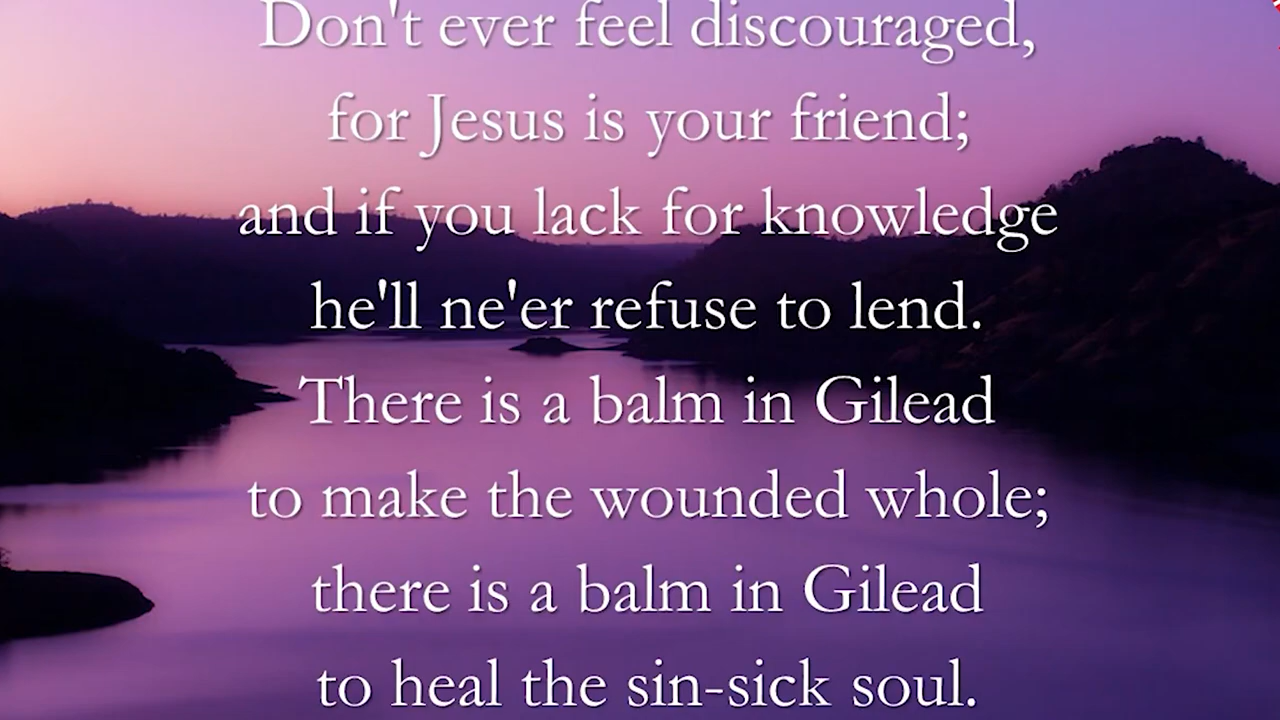 Don't ever feel discouraged,
for Jesus is your friend;
and if you lack for knowledge
he'll ne'er refuse to lend.
There is a balm in Gilead
to make the wounded whole;
there is a balm in Gilead
to heal the sin-sick soul.